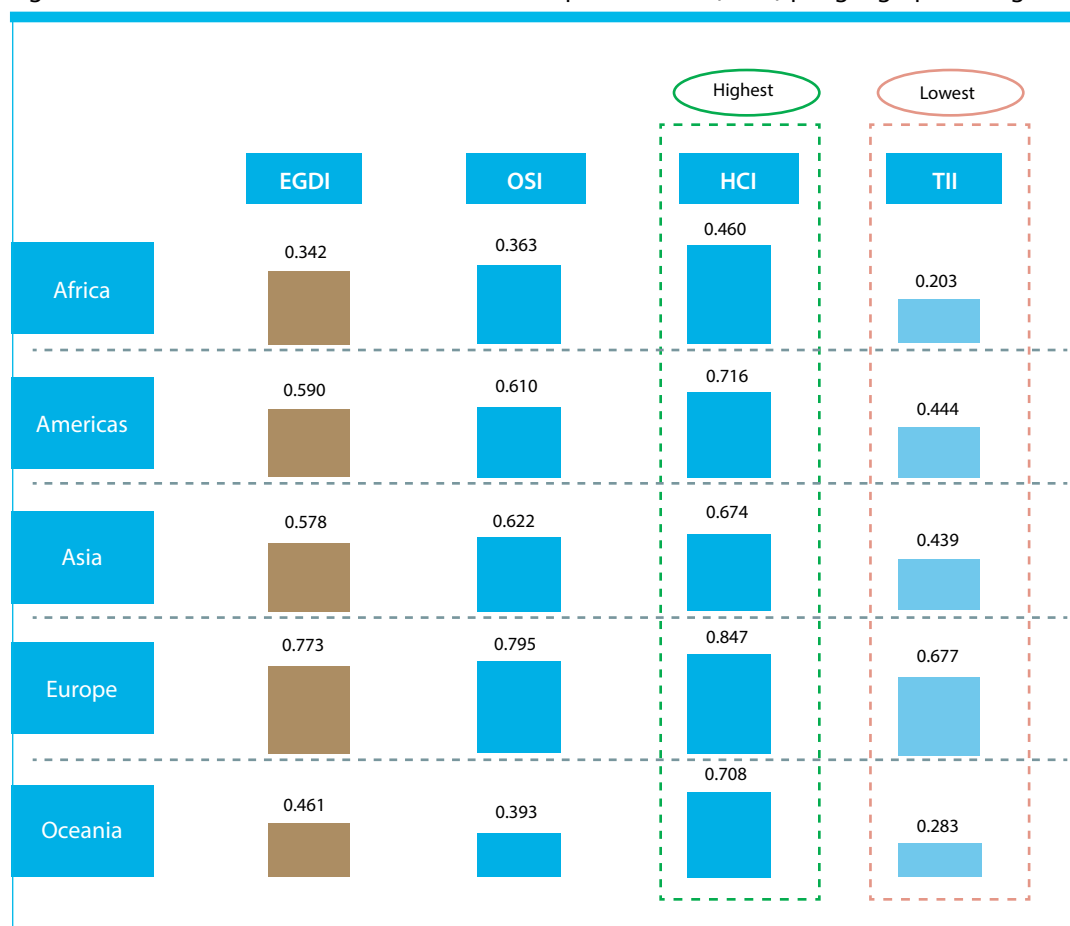 Highest Lowest
EGDI OSI HCI TII
Africa 0.342 0.363 0.460 0.203
Americas 0.590 0.610 0.716 0.444
Asia 0.578 0.622 0.674 0.439
Europe 0.773 0.795 0.847 0.677
Oceania 0.461 0.393 0.708 0.283